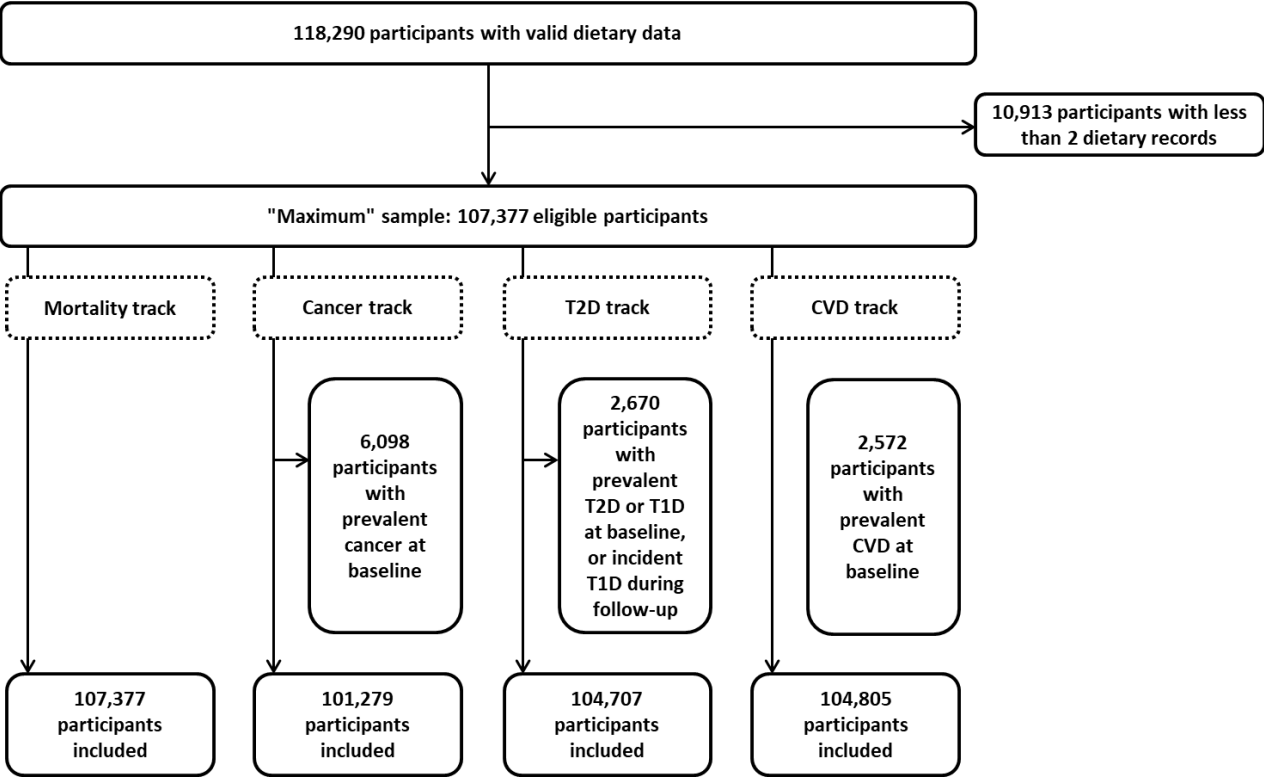 118,290 participants with valid dietary data
10,913 participants with less
than 2 dietary records
"Maximum" sample: 107,377 eligible participants
Mortality track
Cancer track
T2D track
CVD track
6,098
participants
with
prevalent
cancer at
baseline
2,670
participants
with
prevalent
T2D or T1D
at baseline,
or incident
T1D during
follow-up
2,572
participants
with
prevalent
CVD at
baseline
107,377
participants
included
101,279
participants
included
104,707
participants
included
104,805
participants
included